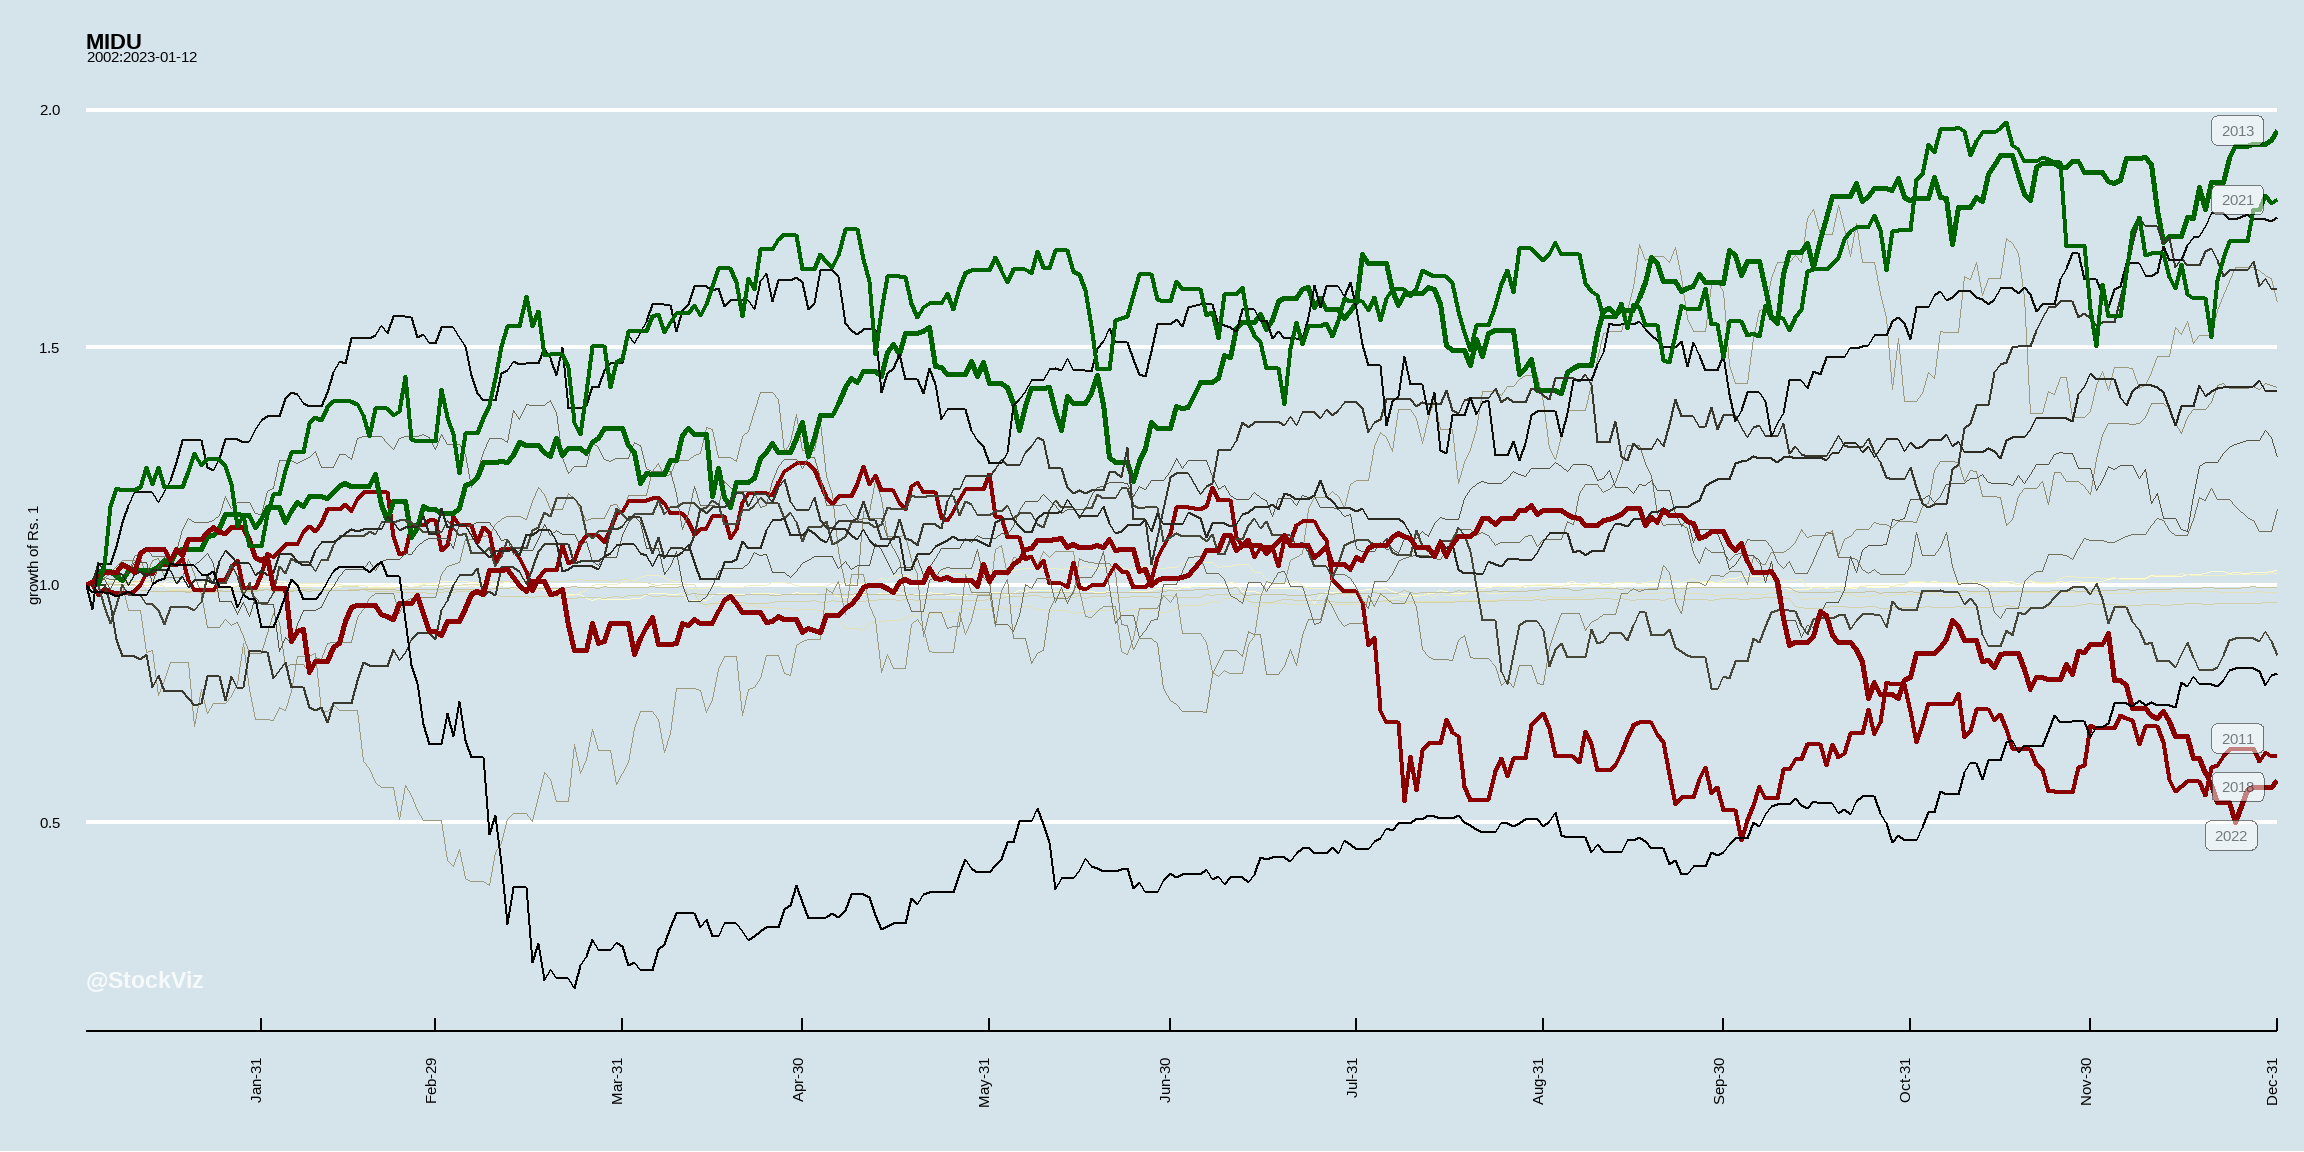 MIDU
2002:2023-01-12
2.0
1.5
1.0
0.5
growth of Rs. 1
2013
2021
2011
2018
2022
@StockViz
Jan-31
Feb-29
Mar-31
Apr-30
May-31
Jun-30
Jul-31
Aug-31
Sep-30
Oct-31
Nov-30
Dec-31